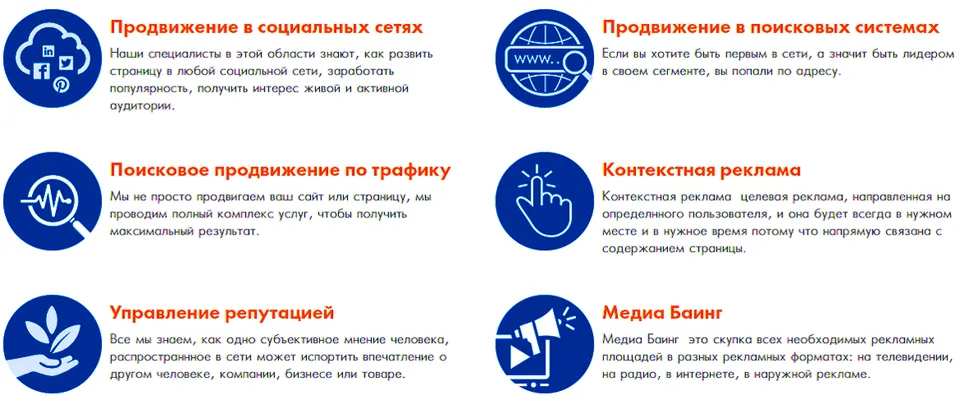 Продвижение в социальных сетях
Наши специалисты в этой области знают, как развить
страницу в любой социальной сети, заработать
популярность, получить интерес живой и активной
аудитории.
Продвижение в поисковых системах
Если вы хотите быть первым в сети, а значит быть лидером
в своем сегменте, вы попали по адресу.
www..
Поисковое продвижение по трафику
Мы не просто продвигаем ваш сайт или страницу, мы
проводим полный комплекс услуг, чтобы получить
максимальный результат.
Контекстная реклама
Контекстная реклама целевая реклама, направленная на
определнного пользователя, и она будет всегда в нужном
месте и в нужное время потому что напрямую связана с
содержанием страницы.
Управление репутацией
Все мы знаем, как одно субъективное мнение человека,
распространнное в сети может испортить впечатление о
другом человеке, компании, бизнесе или товаре.
Медиа Баинг
Медиа Баинг это скупка всех необходимых рекламных
площадей в разных рекламных форматах: на телевидении,
на радио, в интернете, в наружной рекламе.